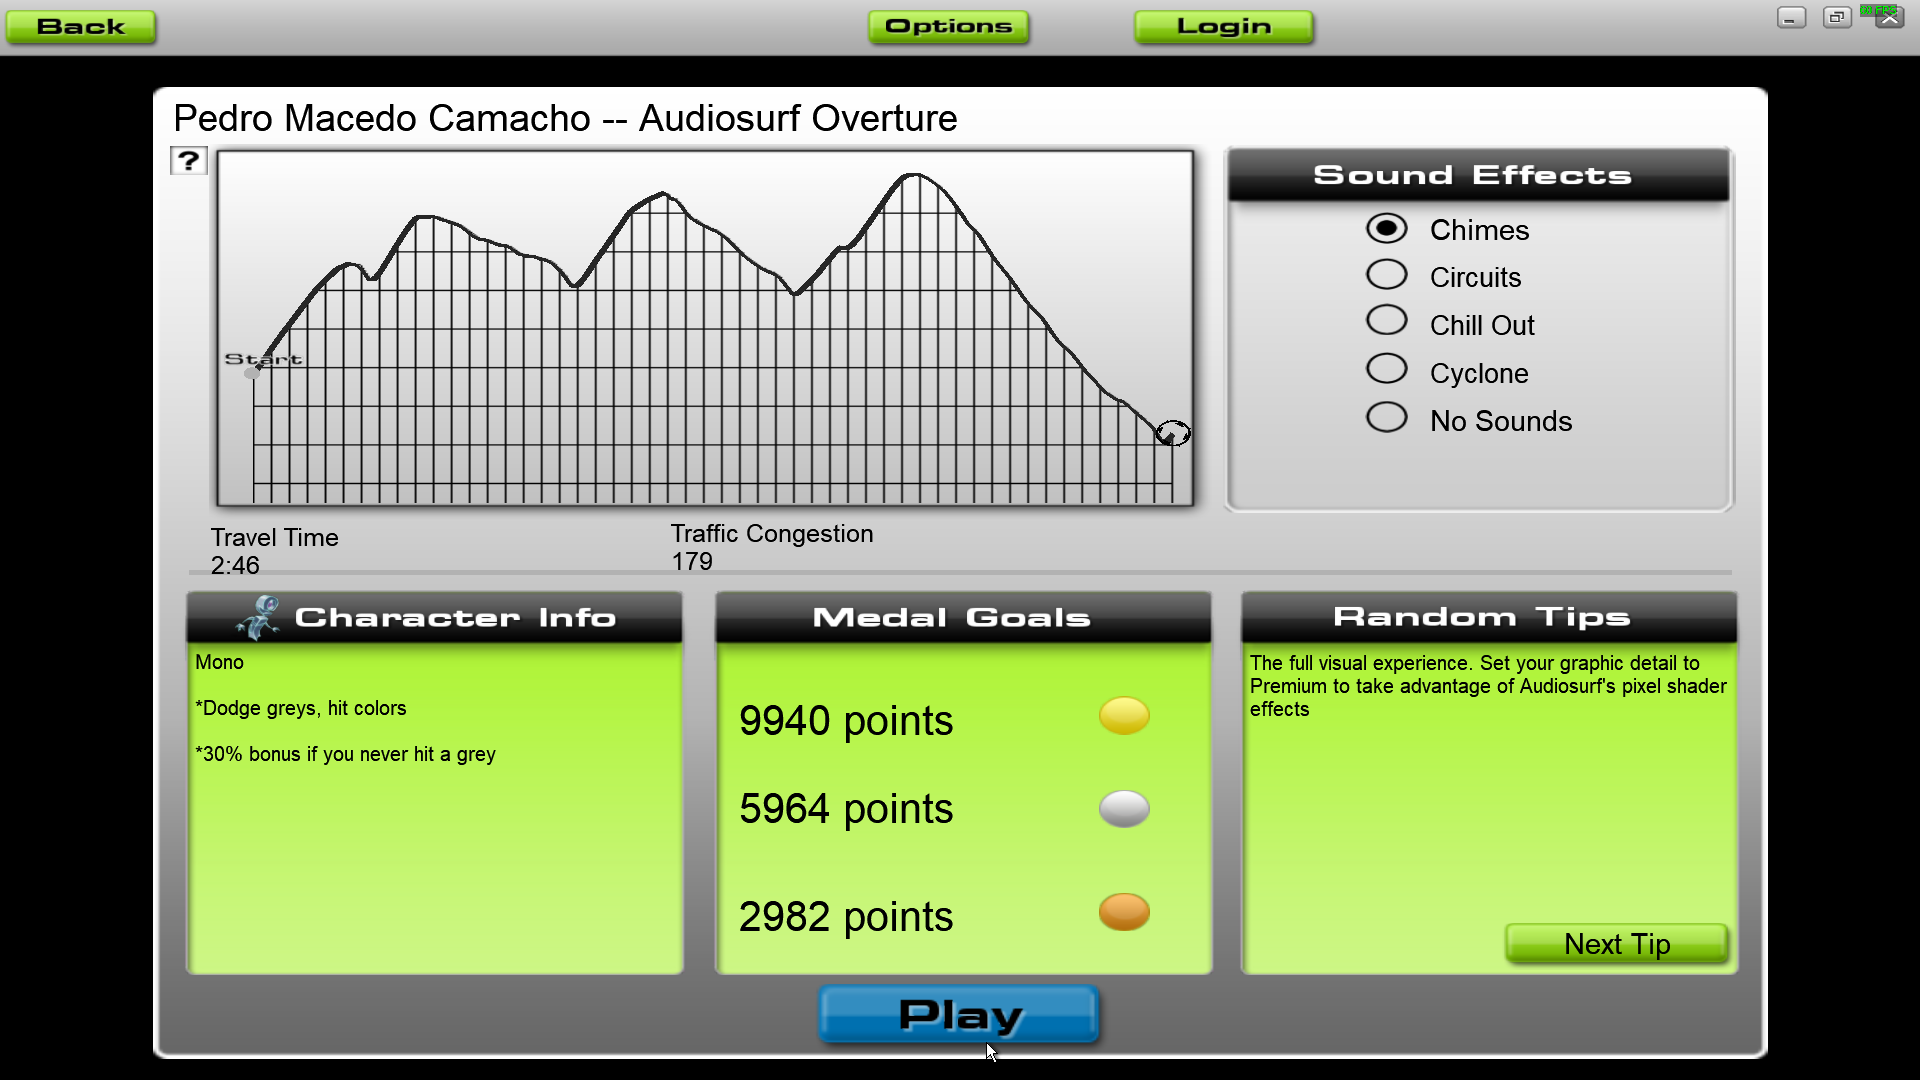 Back
Options
Login
Pedro Macedo Camacho -- Audiosurf Overture
?
Start
Sound Effects
Chimes
Circuits
Chill Out
Cyclone
No Sounds
Travel Time
2:46
Traffic Congestion
179
Character Info
Mono
*Dodge greys, hit colors
*30% bonus if you never hit a grey
Medal Goals
9940 points
5964 points
2982 points
Random Tips
The full visual experience. Set your graphic detail to
Premium to take advantage of Audiosurf's pixel shader
effects
Next Tip
Play